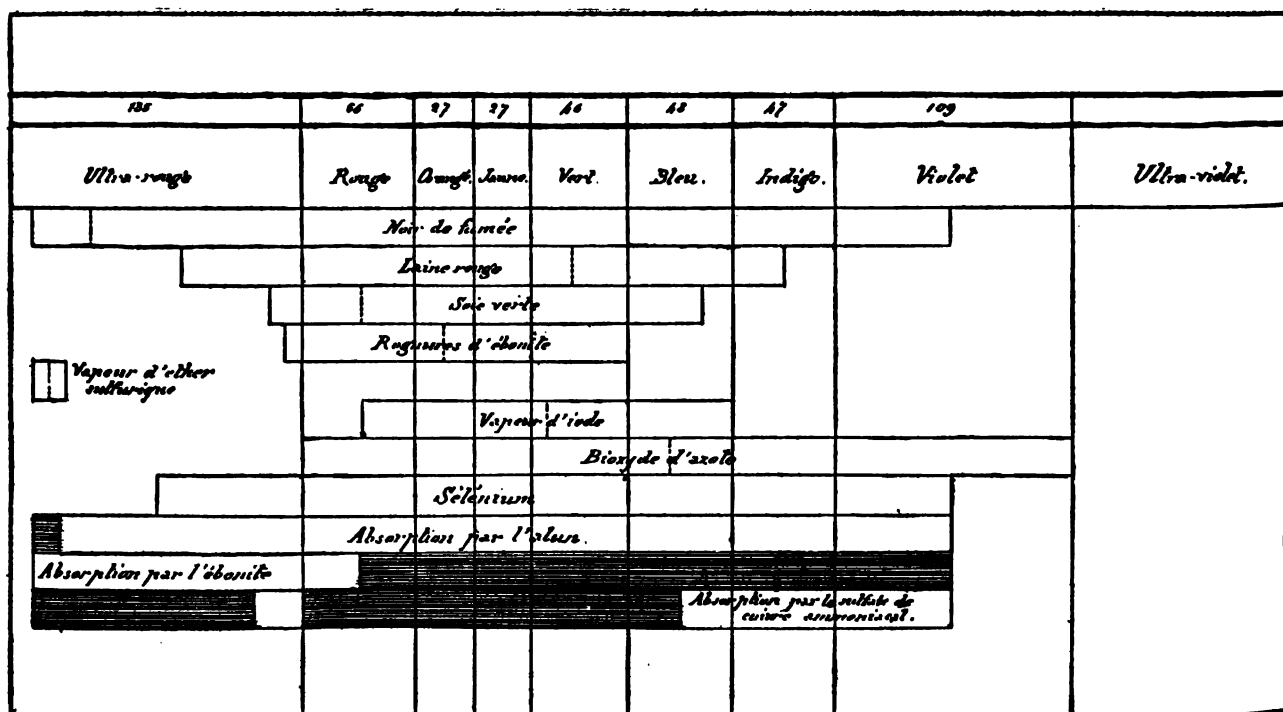 135 66 27 27 46 48 47 109
Ultra-rouge Rouge Orangé. Jaune. Vert. Bleu. Indigo. Violet Ultra-violet.
Noir de fumée
Laine rouge
Soie verte
Rognures d'ébonite
Vapeur d'ether
sulfurique
Vapeur d'iode
Bioxyde d'azote
Sélénium
Absorption par l'alun.
Absorption par l'ébonite
Absorption par le sulfate de
cuivre ammoniacal.